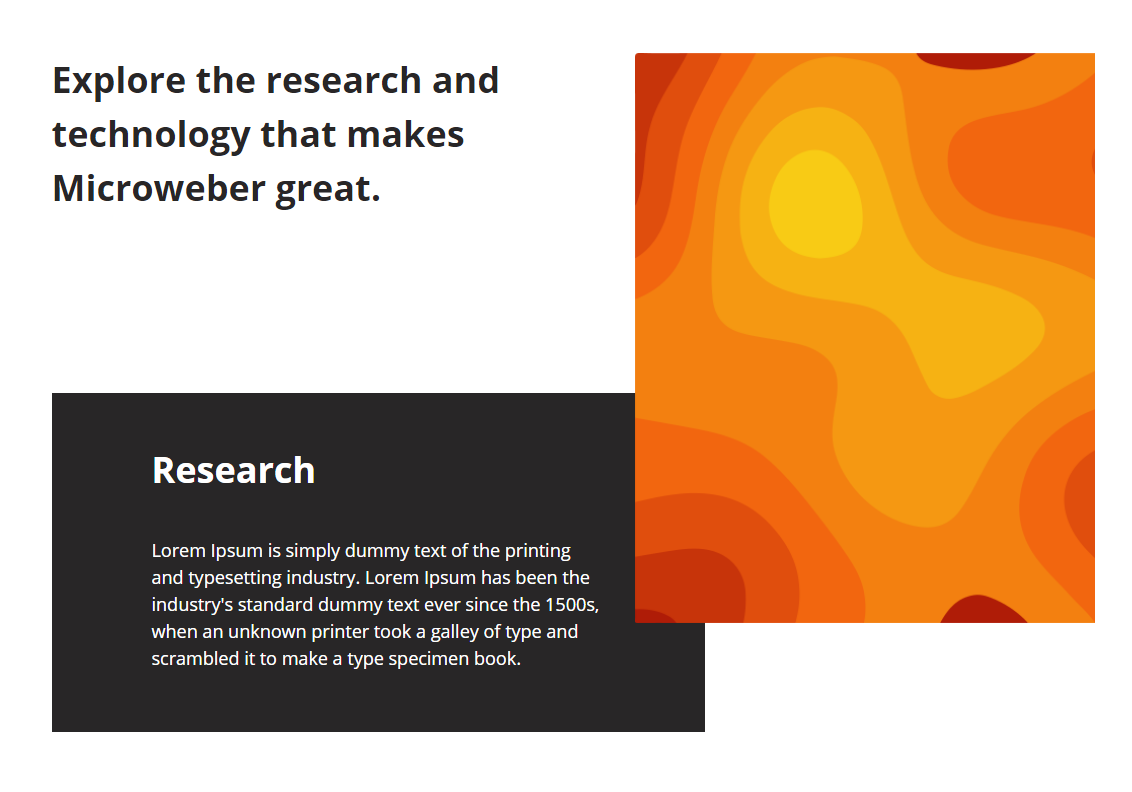 Explore the research and
technology that makes
Microweber great.
Research
Lorem Ipsum is simply dummy text of the printing
and typesetting industry. Lorem Ipsum has been the
industry's standard dummy text ever since the 1500s,
when an unknown printer took a galley of type and
scrambled it to make a type specimen book.